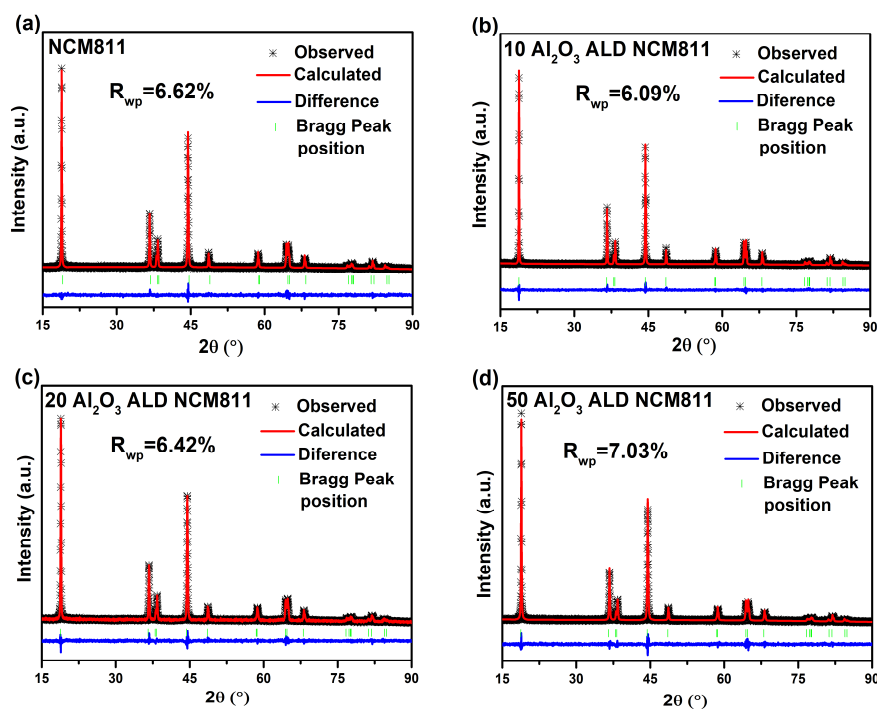 (a)
NCM811
Observed
Calculated
Difference
Bragg Peak
position
Rwp=6.62%
Intensity (a.u.)
15 30 45 60 75 90
2θ (°)
(b)
10 Al2O3 ALD NCM811
Observed
Calculated
Diference
Bragg Peak
position
Rwp=6.09%
Intensity (a.u.)
15 30 45 60 75 90
2θ (°)
(c)
20 Al2O3 ALD NCM811
Observed
Calculated
Diference
Bragg Peak
position
Rwp=6.42%
Intensity (a.u.)
15 30 45 60 75 90
2θ (°)
(d)
50 Al2O3 ALD NCM811
Observed
Calculated
Diference
Bragg Peak
position
Rwp=7.03%
Intensity (a.u.)
15 30 45 60 75 90
2θ (°)